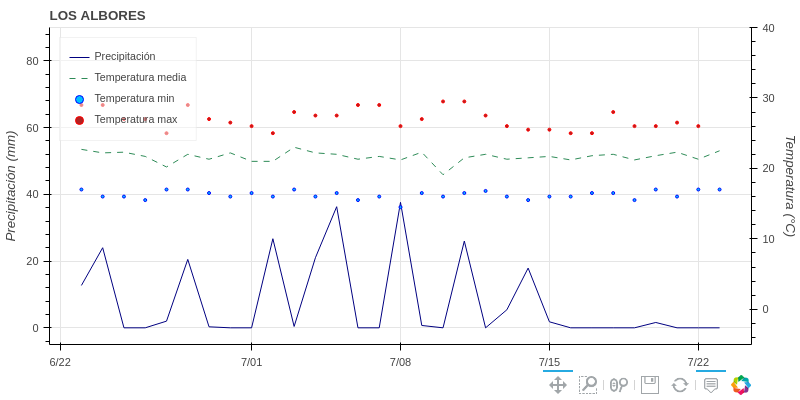 LOS ALBORES
Precipitación
Temperatura media
Temperatura min
Temperatura max
Precipitación (mm)
80
60
40
20
0
Temperatura (°C)
40
30
20
10
0
6/22 7/01 7/08 7/15 7/22